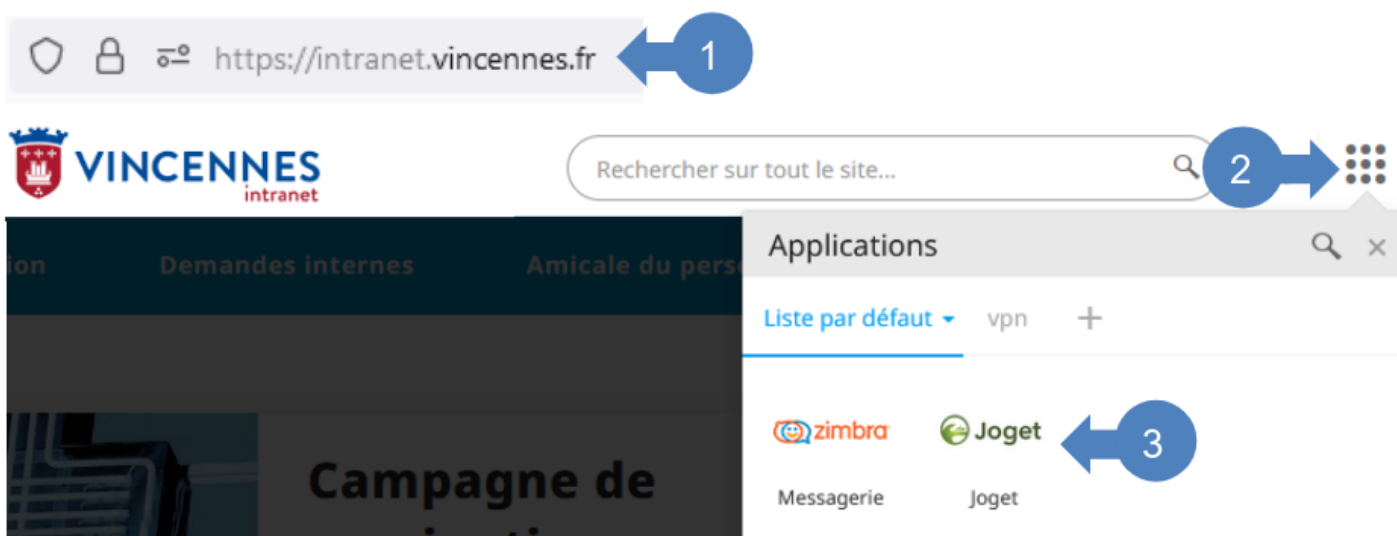 https://intranet.vincennes.fr
1
VINCENNES
intranet
Rechercher sur tout le site...
2
Applications
ion Demandes internes Amicale du perso
Liste par défaut vpn
zimbra Joget
3
Messagerie Joget
Campagne de